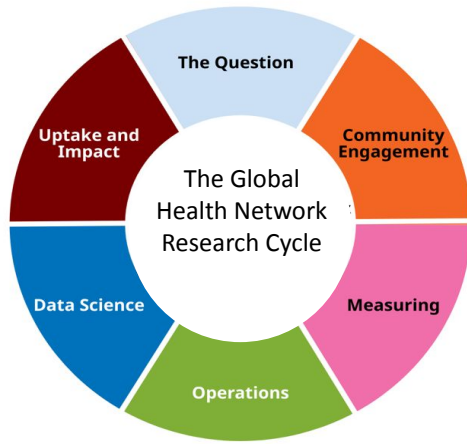 The Question
Community
Engagement
Measuring
Operations
Data Science
Uptake and
Impact
The Global
Health Network
Research Cycle